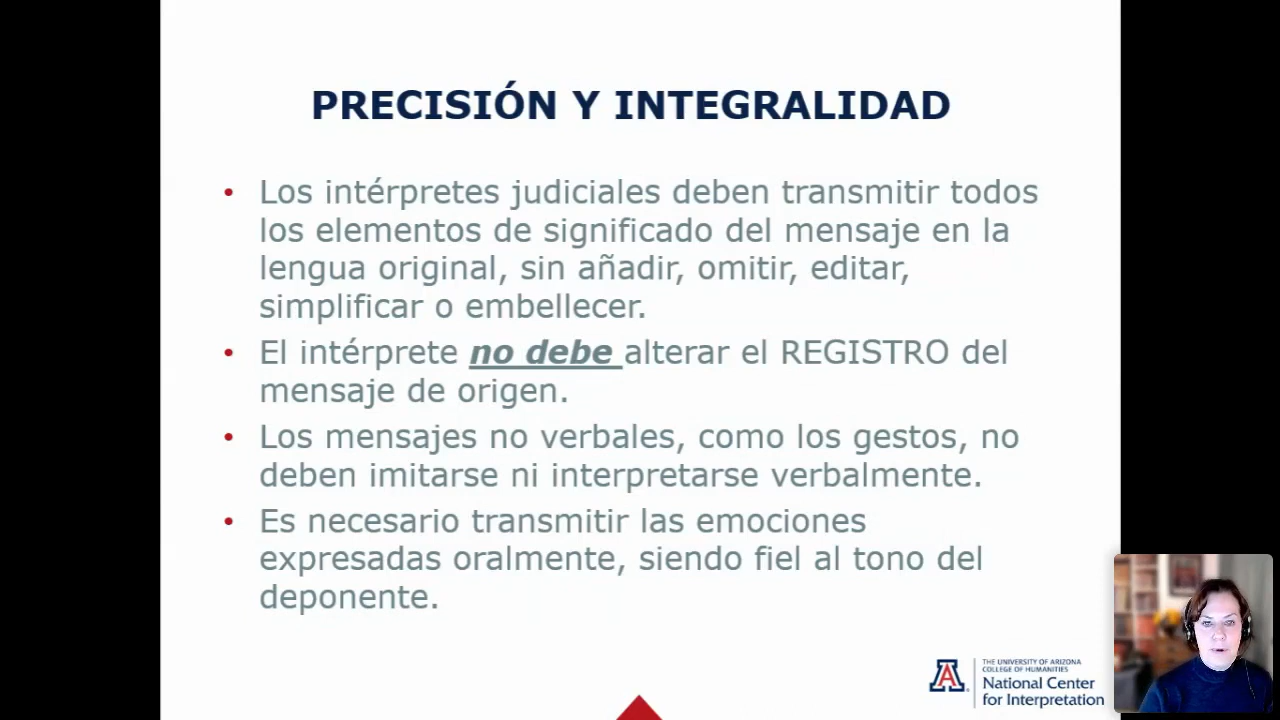 PRECISIÓN Y INTEGRALIDAD
• Los intérpretes judiciales deben transmitir todos
los elementos de significado del mensaje en la
lengua original, sin añadir, omitir, editar,
simplificar o embellecer.
• El intérprete no debe alterar el REGISTRO del
mensaje de origen.
• Los mensajes no verbales, como los gestos, no
deben imitarse ni interpretarse verbalmente.
• Es necesario transmitir las emociones
expresadas oralmente, siendo fiel al tono del
deponente.
A
THE UNIVERSITY OF ARIZONA
COLLEGE OF HUMANITIES
National Center
for Interpretation